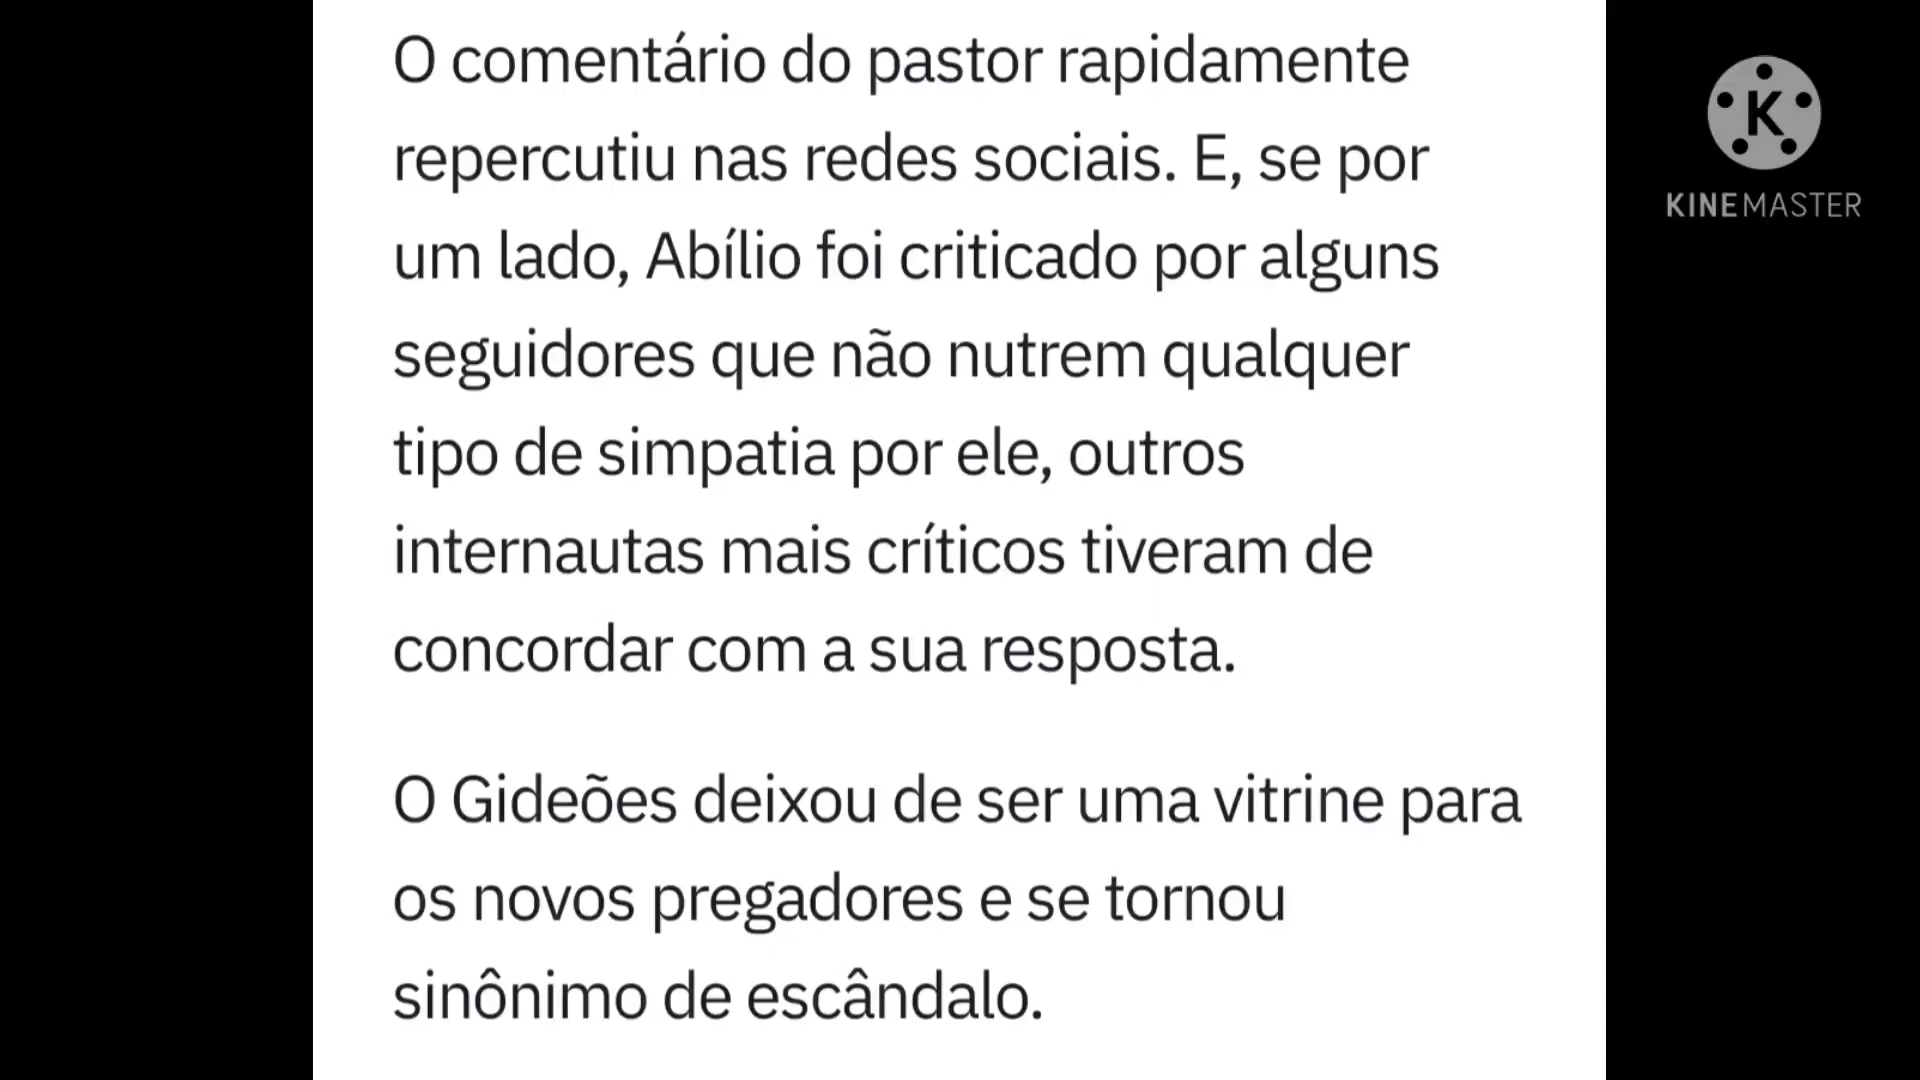 O comentário do pastor rapidamente
repercutiu nas redes sociais. E, se por
um lado, Abílio foi criticado por alguns
seguidores que não nutrem qualquer
tipo de simpatia por ele, outros
internautas mais críticos tiveram de
concordar com a sua resposta.
O Gideões deixou de ser uma vitrine para
os novos pregadores e se tornou
sinônimo de escândalo.
K
KINEMASTER